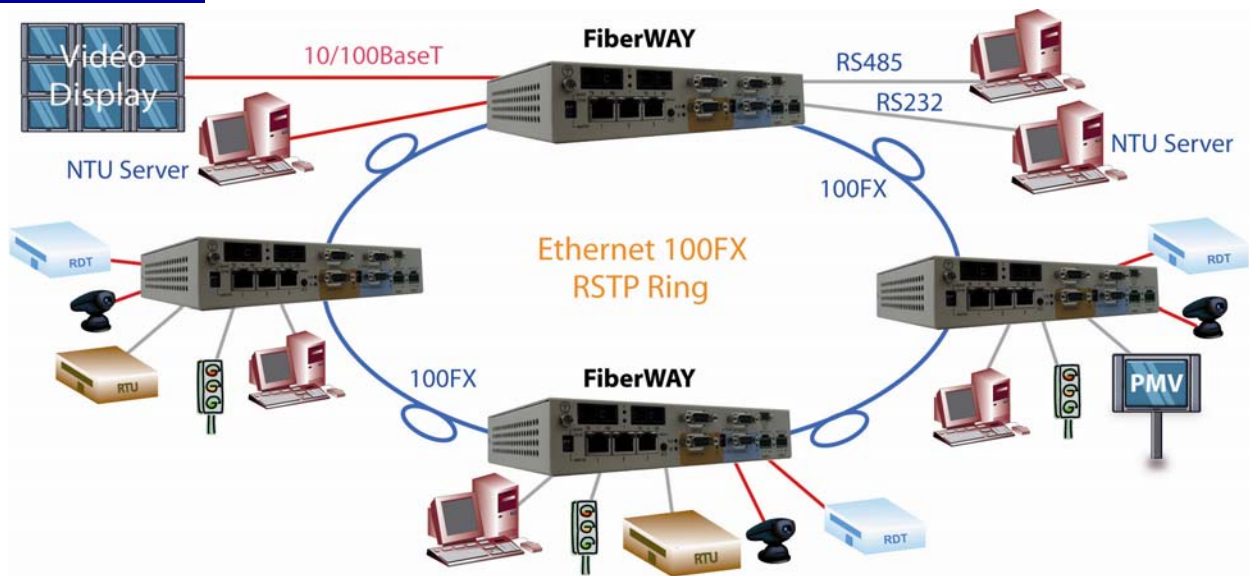 FiberWAY
Vidéo
Display
10/100BaseT
RS485
RS232
NTU Server
NTU Server
100FX
RDT
Ethernet 100FX
RSTP Ring
RDT
RTU
100FX
FiberWAY
PMV
RTU
RDT